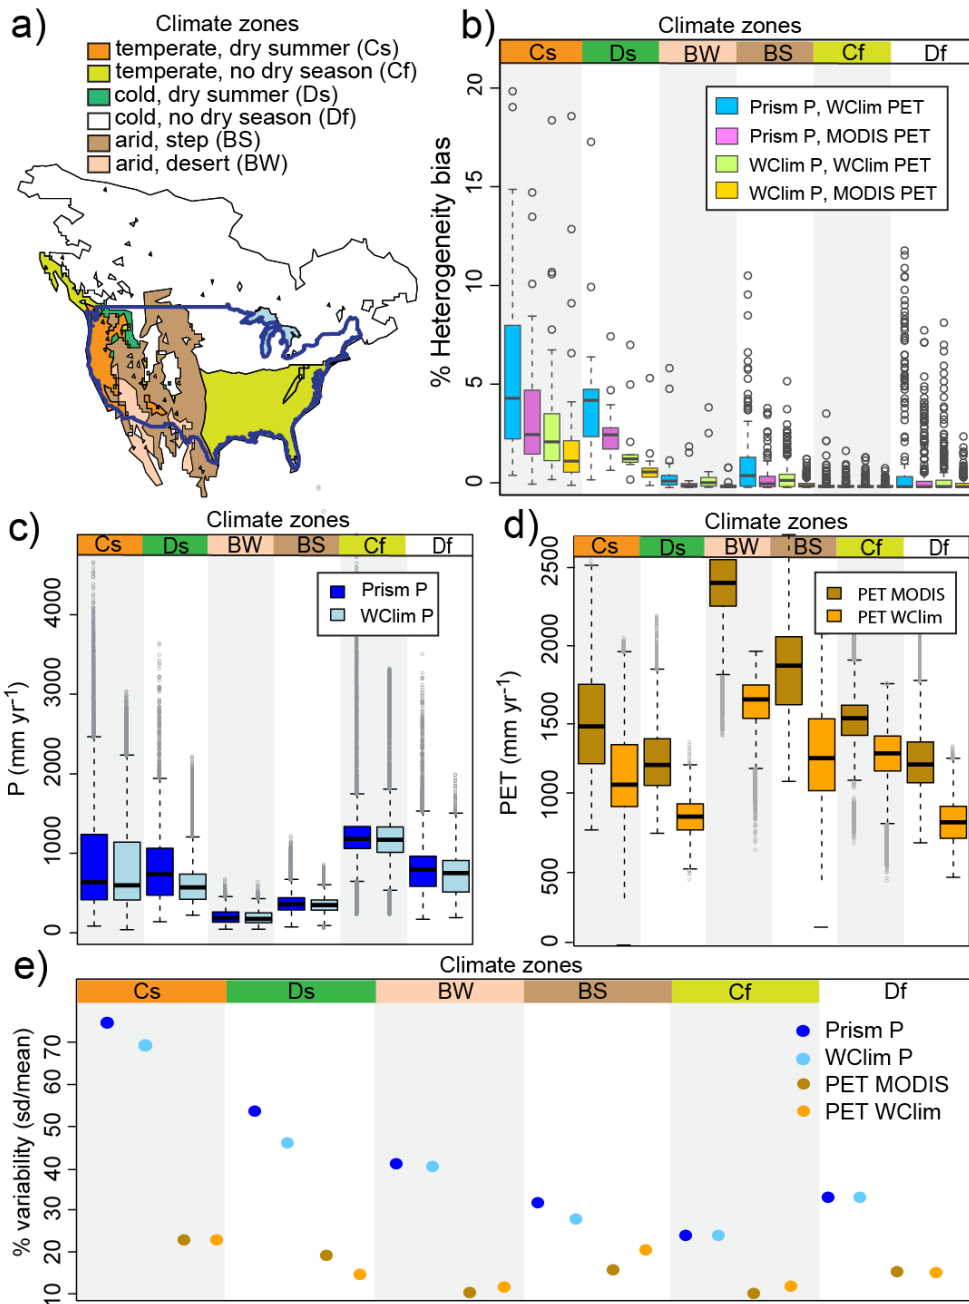 a)
Climate zones
temperate, dry summer (Cs)
temperate, no dry season (Cf)
cold, dry summer (Ds)
cold, no dry season (Df)
arid, step (BS)
arid, desert (BW)
b)
Climate zones
Cs Ds BW BS Cf Df
% Heterogeneity bias
20
15
10
5
0
Prism P, WClim PET
Prism P, MODIS PET
WClim P, WClim PET
WClim P, MODIS PET
c)
Climate zones
Cs Ds BW BS Cf Df
P (mm yr⁻¹)
4000
3000
2000
1000
0
Prism P
WClim P
d)
Climate zones
Cs Ds BW BS Cf Df
PET (mm yr⁻¹)
2500
2000
1500
1000
500
0
PET MODIS
PET WClim
e)
Climate zones
Cs Ds BW BS Cf Df
% variability (sd/mean)
70
60
50
40
30
20
10
Prism P
WClim P
PET MODIS
PET WClim